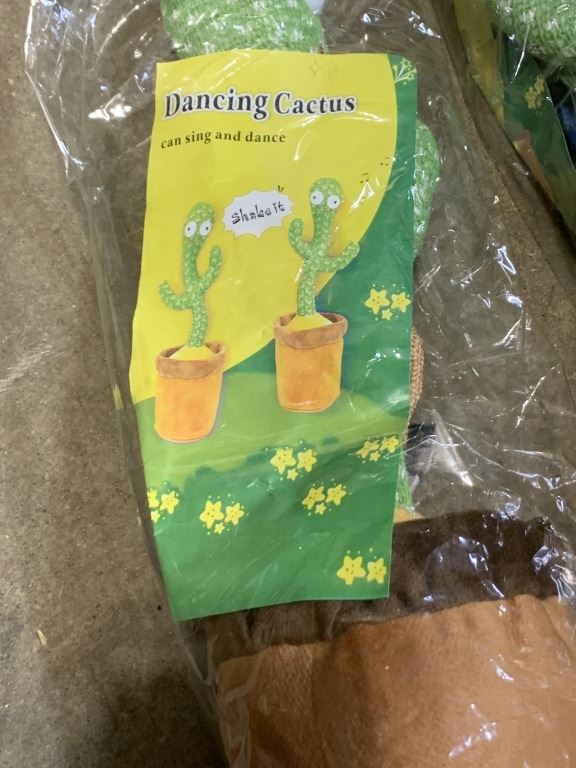 Dancing Cactus
can sing and dance
Shake it